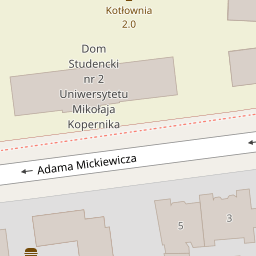 Kotłownia
2.0
Dom
Studencki
nr 2
Uniwersytetu
Mikołaja
Kopernika
Adama Mickiewicza
5
3